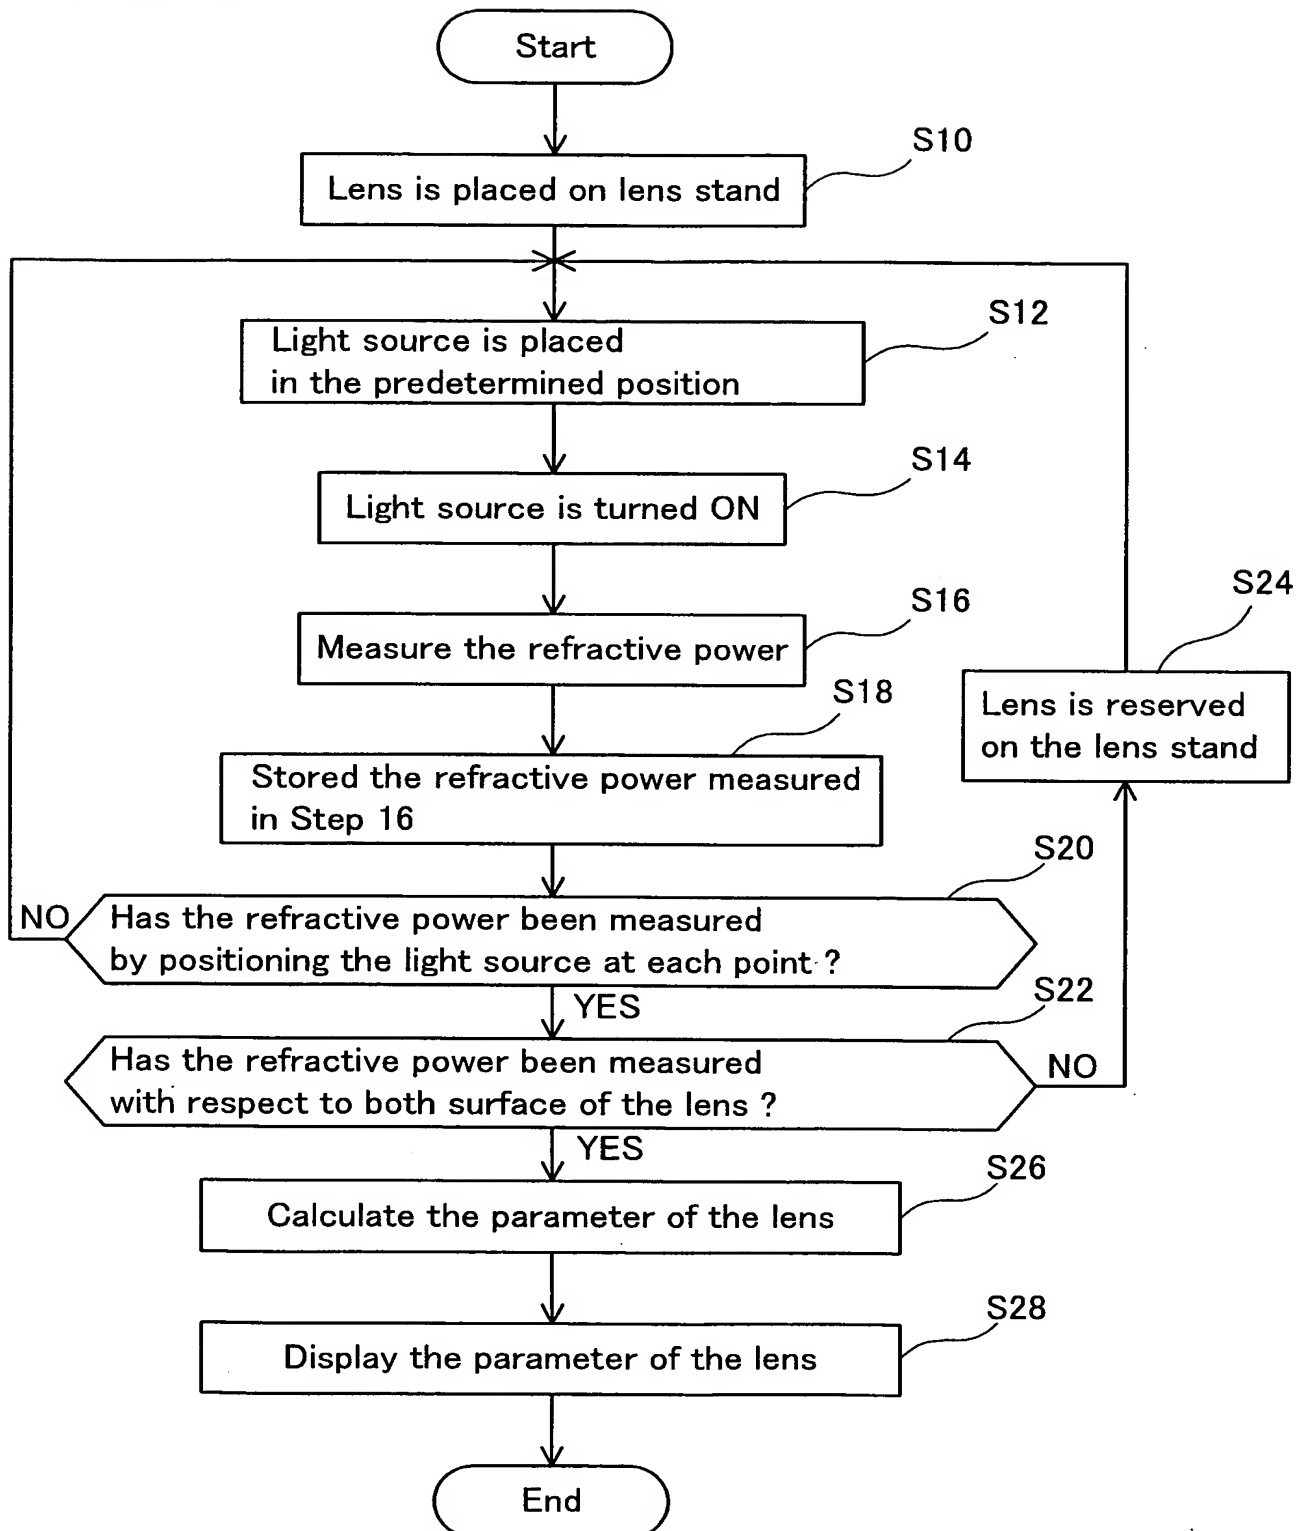 Start
S10
Lens is placed on lens stand
S12
Light source is placed
in the predetermined position
S14
Light source is turned ON
S16
Measure the refractive power
S24
Lens is reserved
on the lens stand
S18
Stored the refractive power measured
in Step 16
S20
NO
Has the refractive power been measured
by positioning the light source at each point ?
YES
S22
Has the refractive power been measured
with respect to both surface of the lens ?
NO
YES
S26
Calculate the parameter of the lens
S28
Display the parameter of the lens
End